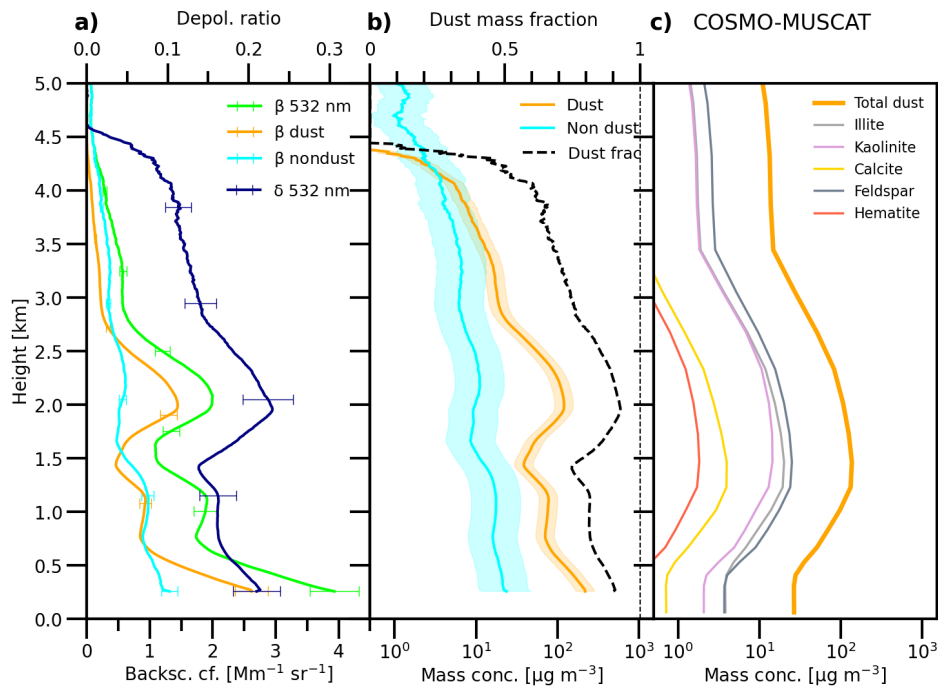 a)
Depol. ratio
0.0 0.1 0.2 0.3
b)
Dust mass fraction
0 0.5 1
c)
COSMO-MUSCAT
Height [km]
5.0
4.5
4.0
3.5
3.0
2.5
2.0
1.5
1.0
0.5
0.0
β 532 nm
β dust
β nondust
δ 532 nm
Dust
Non dust
Dust frac
Total dust
Illite
Kaolinite
Calcite
Feldspar
Hematite
0 1 2 3 4
Backsc. cf. [Mm⁻¹ sr⁻¹]
10⁰ 10¹ 10² 10³
Mass conc. [µg m⁻³]
10⁰ 10¹ 10² 10³
Mass conc. [µg m⁻³]